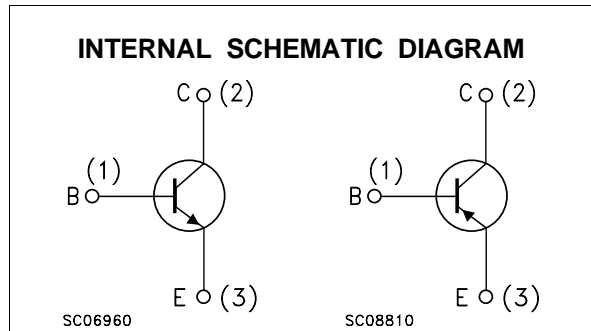 INTERNAL SCHEMATIC DIAGRAM
C (2)
C (2)
(1)
(1)
B
B
E (3)
E (3)
SC06960
SC08810